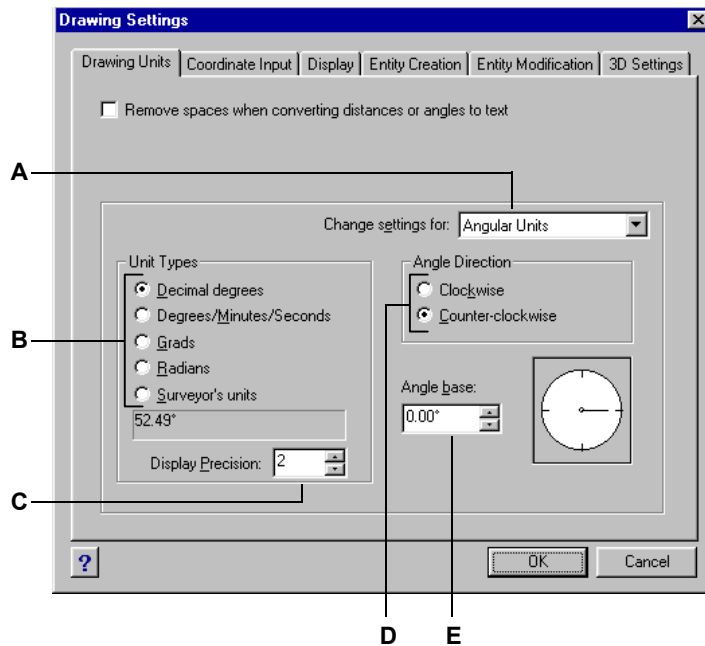 Drawing Settings
Drawing Units Coordinate Input Display Entity Creation Entity Modification 3D Settings
Remove spaces when converting distances or angles to text
A
Change settings for: Angular Units
Unit Types
Decimal degrees
Degrees/Minutes/Seconds
Grads
Radians
Surveyor's units
52.49°
Display Precision: 2
B
C
Angle Direction
Clockwise
Counter-clockwise
Angle base:
0.00°
?
OK Cancel
D E